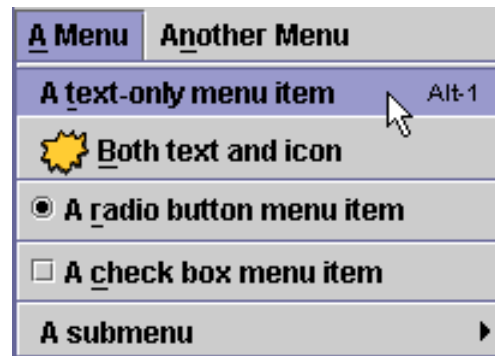 A Menu Another Menu
A text-only menu item Alt-1
Both text and icon
A radio button menu item
A check box menu item
A submenu